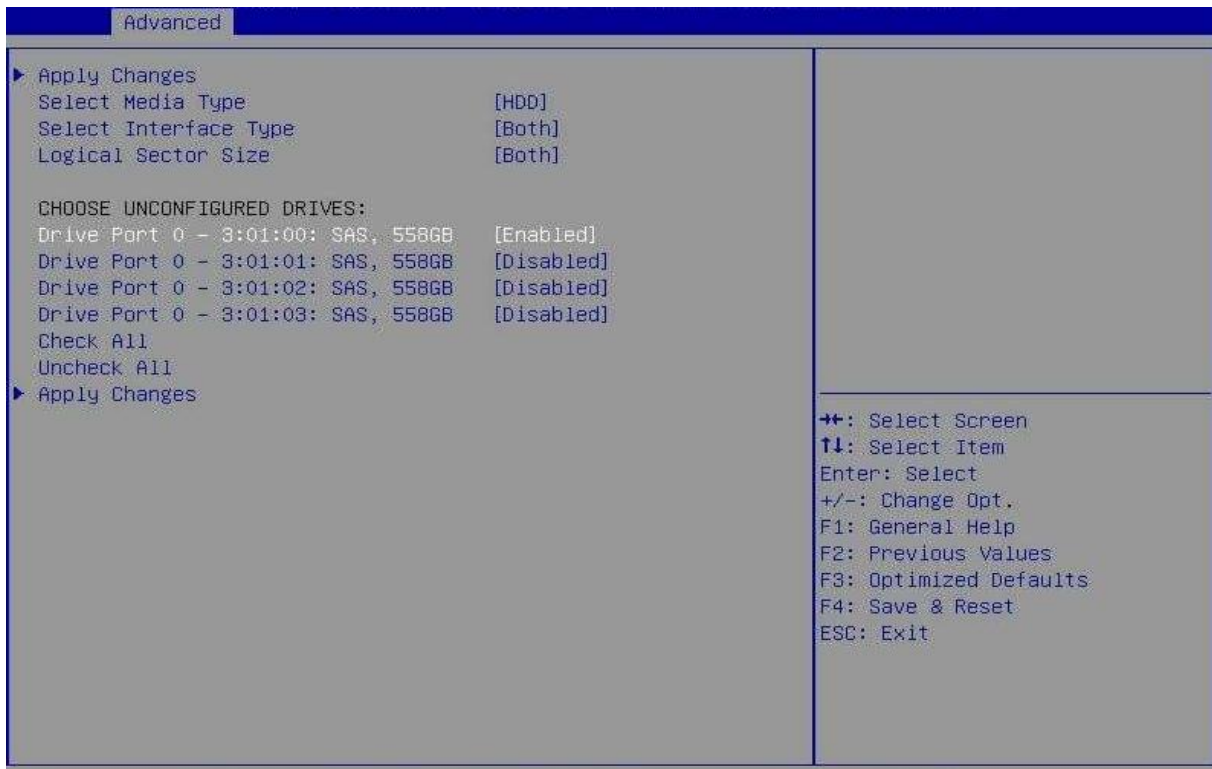 Advanced
▶ Apply Changes
Select Media Type [HDD]
Select Interface Type [Both]
Logical Sector Size [Both]
CHOOSE UNCONFIGURED DRIVES:
Drive Port 0 - 3:01:00: SAS, 558GB [Enabled]
Drive Port 0 - 3:01:01: SAS, 558GB [Disabled]
Drive Port 0 - 3:01:02: SAS, 558GB [Disabled]
Drive Port 0 - 3:01:03: SAS, 558GB [Disabled]
Check All
Uncheck All
▶ Apply Changes
→←: Select Screen
↑↓: Select Item
Enter: Select
+/-: Change Opt.
F1: General Help
F2: Previous Values
F3: Optimized Defaults
F4: Save & Reset
ESC: Exit